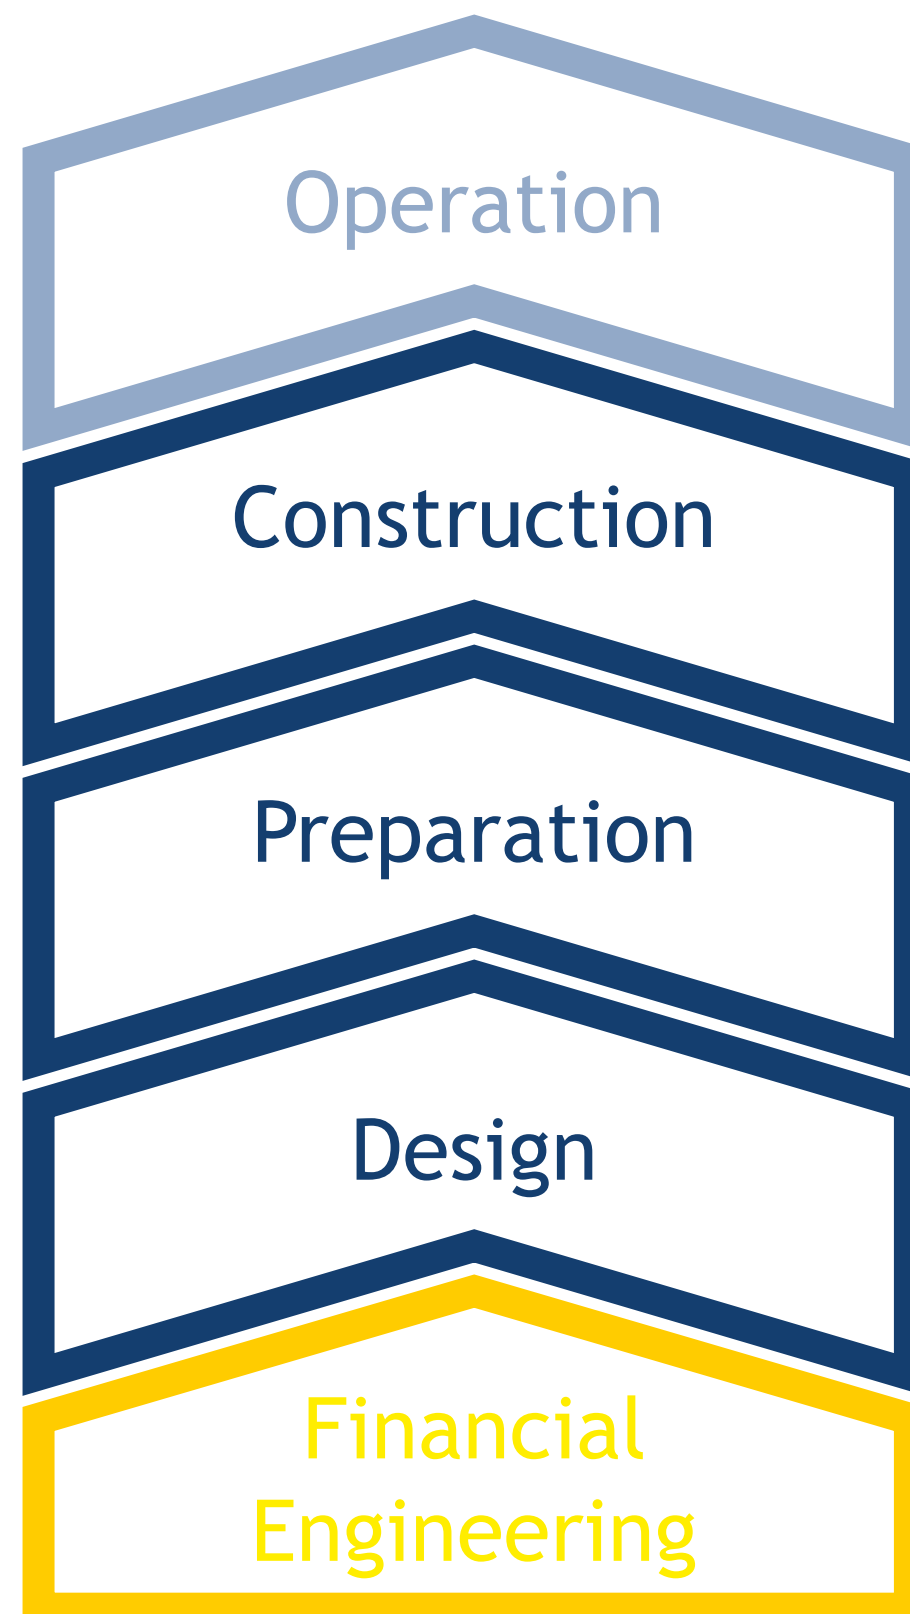 Operation
Construction
Preparation
Design
Financial
Engineering